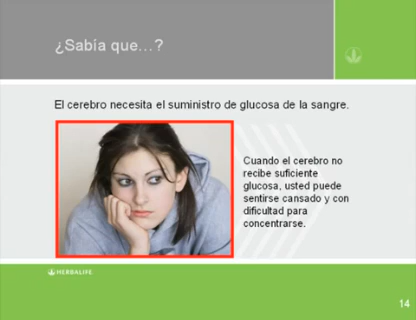 ¿Sabía que...?
El cerebro necesita el suministro de glucosa de la sangre.
Cuando el cerebro no
recibe suficiente
glucosa, usted puede
sentirse cansado y con
dificultad para
concentrarse.
HERBALIFE.
14